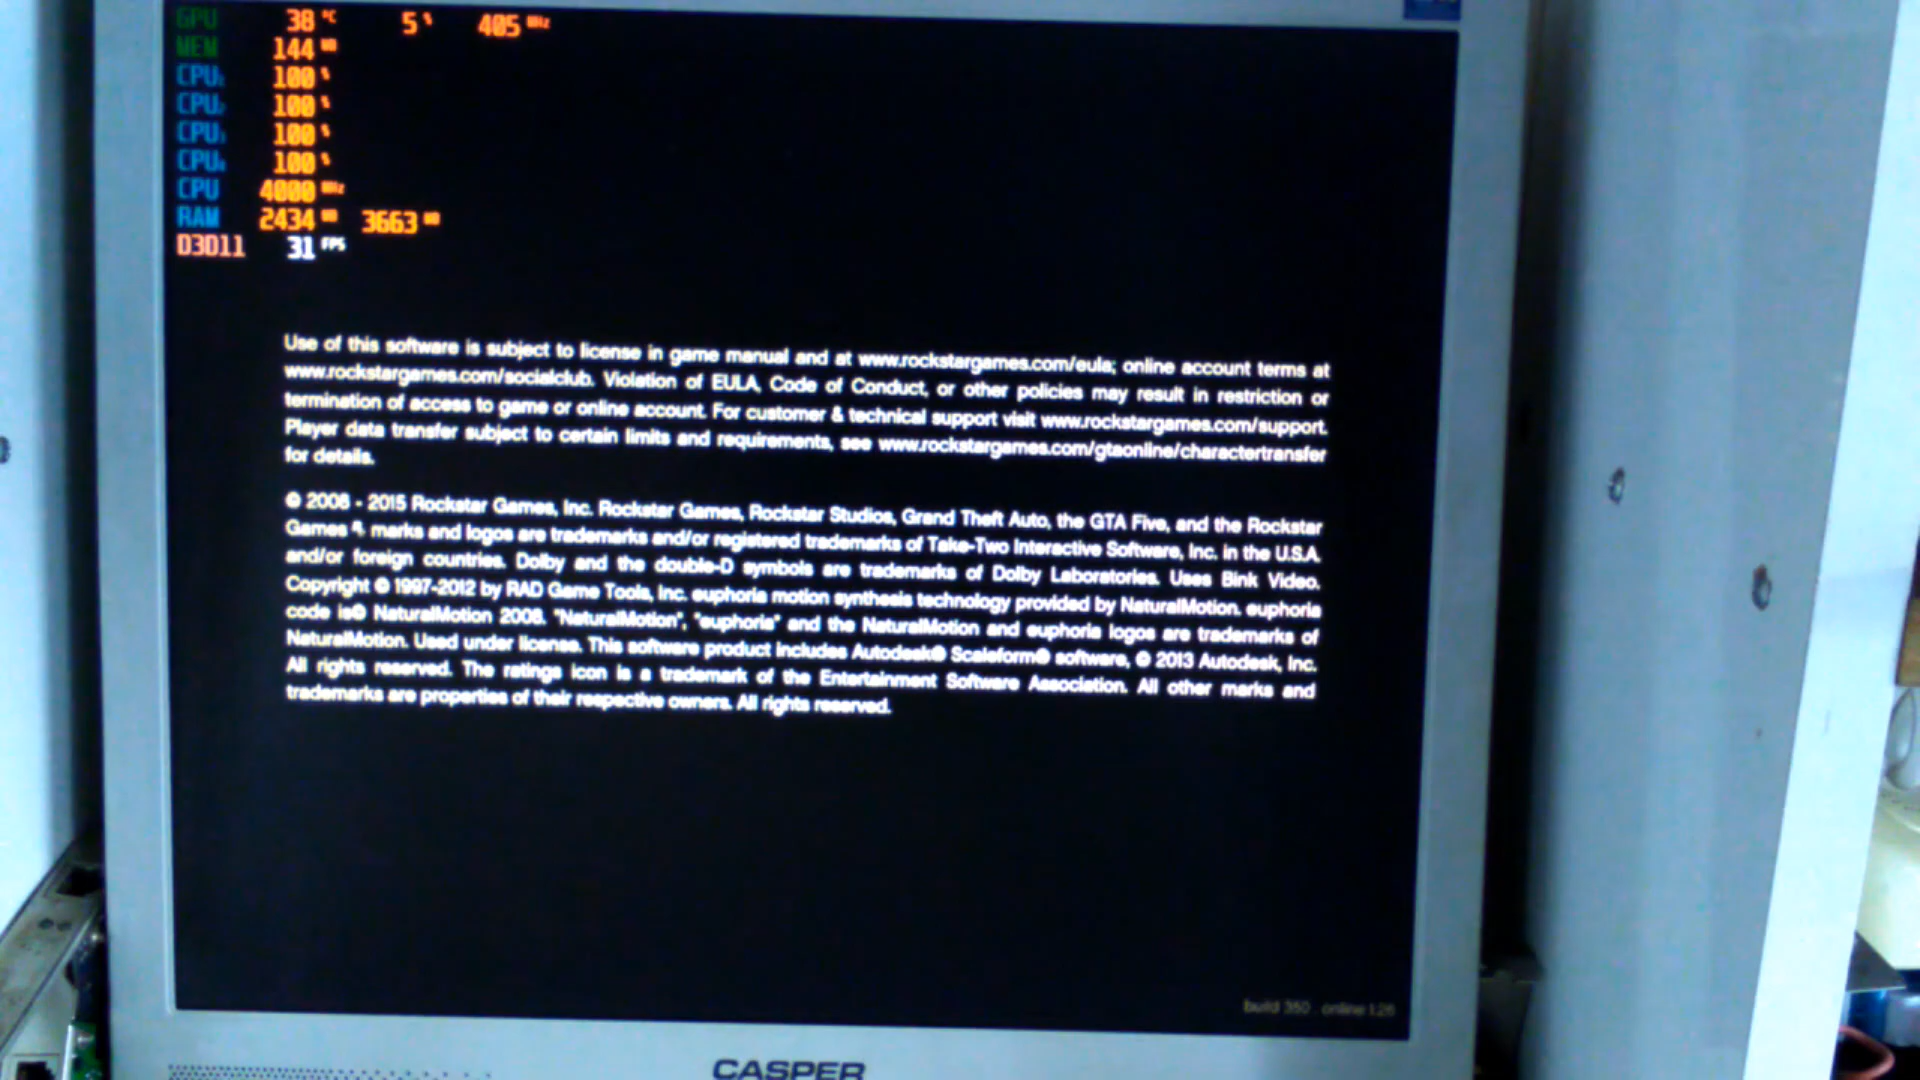 GPU 38 °C 5 % 405 MHz
MEM 144 MB
CPU1 100 %
CPU2 100 %
CPU3 100 %
CPU4 100 %
CPU 4000 MHz
RAM 2434 MB 3663 MB
D3D11 31 FPS
Use of this software is subject to license in game manual and at www.rockstargames.com/eula; online account terms at
www.rockstargames.com/socialclub. Violation of EULA, Code of Conduct, or other policies may result in restriction or
termination of access to game or online account. For customer & technical support visit www.rockstargames.com/support.
Player data transfer subject to certain limits and requirements, see www.rockstargames.com/gtaonline/charactertransfer
for details.
© 2008 - 2015 Rockstar Games, Inc. Rockstar Games, Rockstar Studios, Grand Theft Auto, the GTA Five, and the Rockstar
Games marks and logos are trademarks and/or registered trademarks of Take-Two Interactive Software, Inc. in the U.S.A.
and/or foreign countries. Dolby and the double-D symbols are trademarks of Dolby Laboratories. Uses Bink Video.
Copyright © 1997-2012 by RAD Game Tools, Inc. euphoria motion synthesis technology provided by NaturalMotion. euphoria
code is© NaturalMotion 2008. "NaturalMotion", "euphoria" and the NaturalMotion and euphoria logos are trademarks of
NaturalMotion. Used under license. This software product includes Autodesk® Scaleform® software, © 2013 Autodesk, Inc.
All rights reserved. The ratings icon is a trademark of the Entertainment Software Association. All other marks and
trademarks are properties of their respective owners. All rights reserved.
build 350 . online 1.26
CASPER